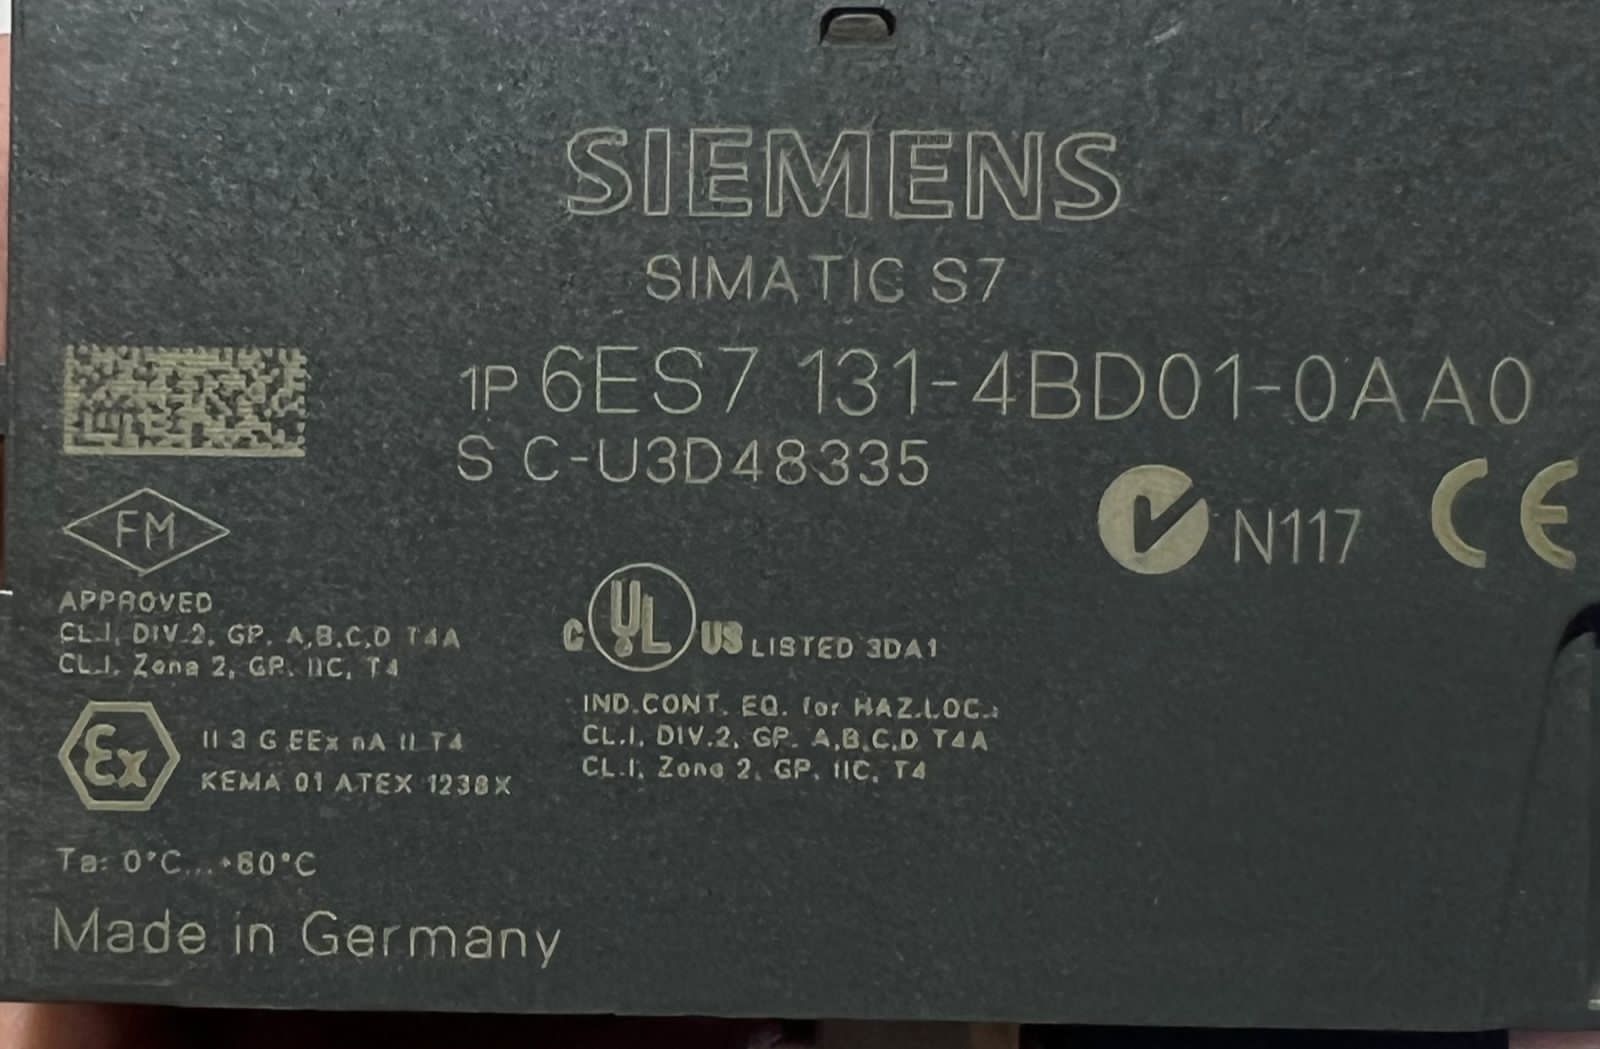 SIEMENS
SIMATIC S7
1P 6ES7 131-4BD01-0AA0
S C-U3D48335
N117 CE
FM
APPROVED
CL.I, DIV.2, GP. A,B,C,D T4A
CL.I, Zone 2, GP. IIC, T4
C UL US LISTED 3DA1
IND.CONT. EQ. for HAZ.LOC.:
CL.I, DIV.2, GP. A,B,C,D T4A
CL.I, Zone 2, GP. IIC, T4
Ex II 3 G EEx nA II T4
KEMA 01 ATEX 1238X
Ta: 0°C...+60°C
Made in Germany